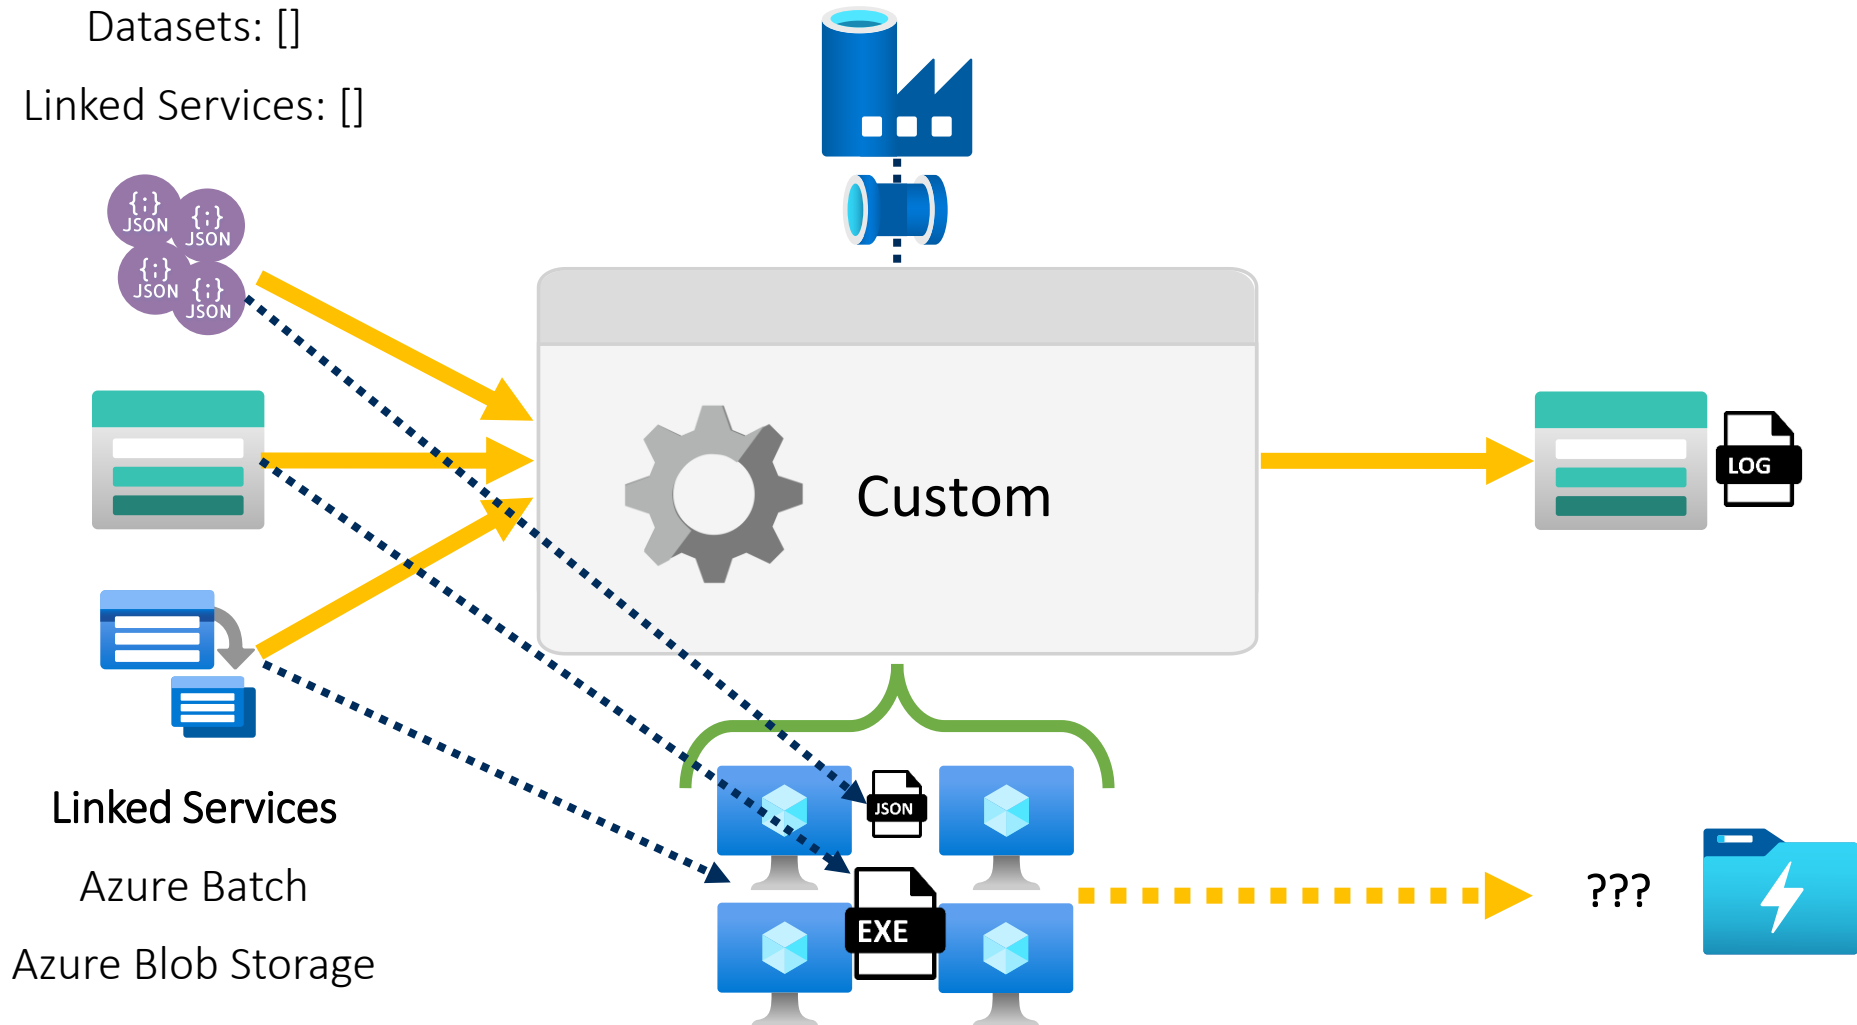 Datasets: []
Linked Services: []
{;}
JSON
{;}
JSON
{;}
JSON
{;}
JSON
Custom
LOG
Linked Services
Azure Batch
Azure Blob Storage
JSON
EXE
???